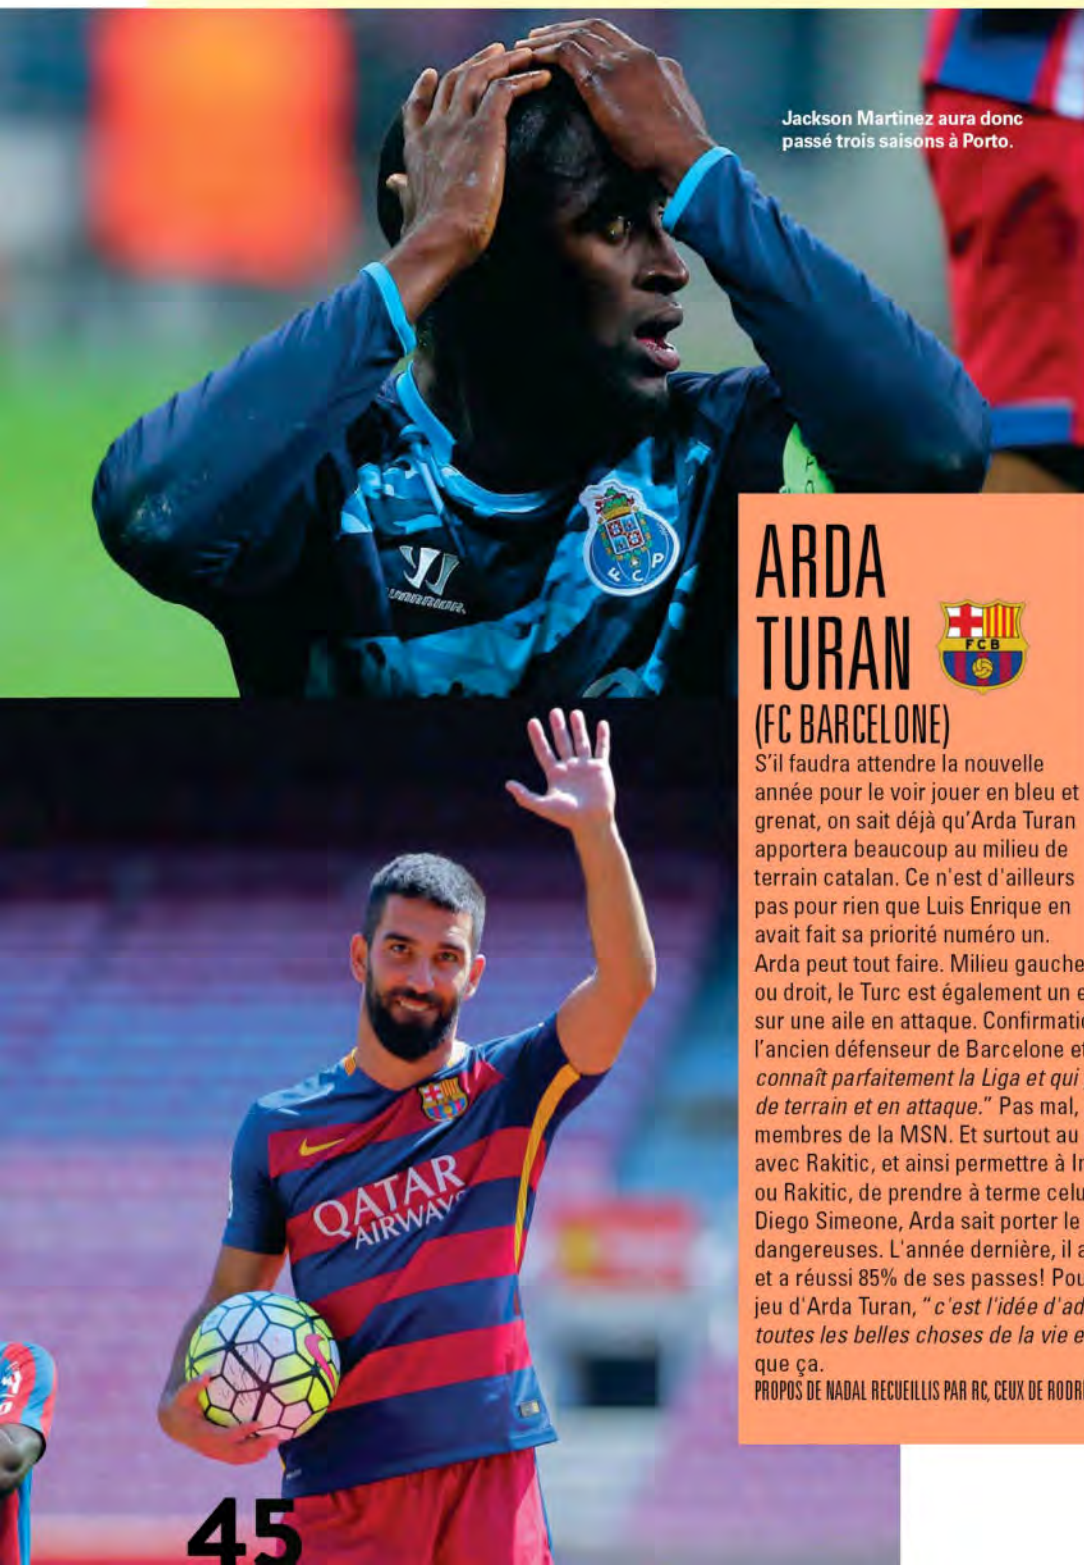 Jackson Martinez aura donc
passé trois saisons à Porto.
WARRIOR
FCP
ARDA
TURAN
FCB
(FC BARCELONE)
S'il faudra attendre la nouvelle
année pour le voir jouer en bleu et
grenat, on sait déjà qu'Arda Turan
apportera beaucoup au milieu de
terrain catalan. Ce n'est d'ailleurs
pas pour rien que Luis Enrique en
avait fait sa priorité numéro un.
Arda peut tout faire. Milieu gauche
ou droit, le Turc est également un
sur une aile en attaque.
l'ancien défenseur de Barcelone
connaît parfaitement la Liga et qui
de terrain et en attaque." Pas mal,
membres de la MSN. Et surtout au
avec Rakitic, et ainsi permettre à
ou Rakitic, de prendre à terme
Diego Simeone, Arda sait porter le
dangereuses. L'année dernière, il
et a réussi 85% de ses passes!
jeu d'Arda Turan, "c'est l'idée
toutes les belles choses de la vie
que ça.
PROPOS DE NADAL RECUEILLIS PAR RC, CEUX DE
QATAR
AIRWAYS
45